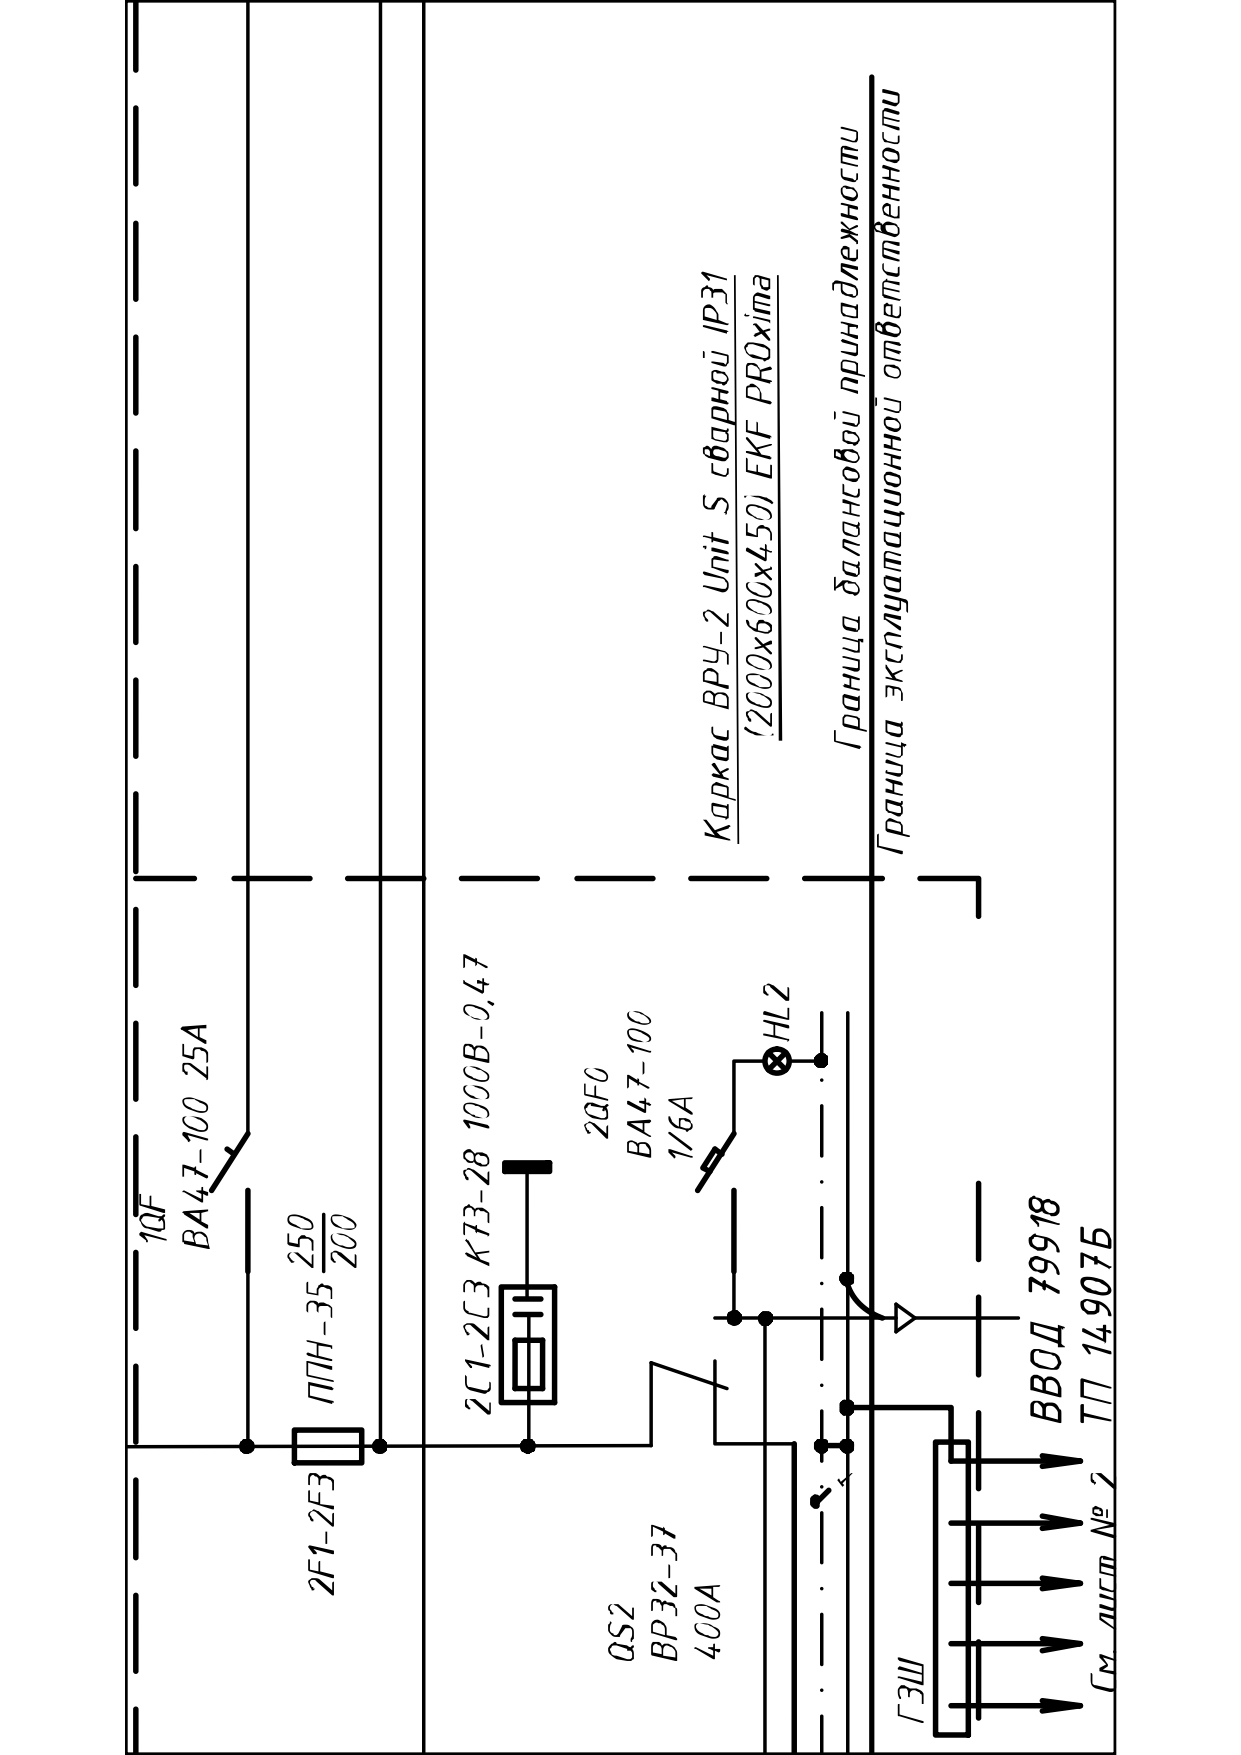 1QF
ВА47-100 25А
2F1-2F3
ППН-35
250
200
2С1-2С3 К73-28 1000В-0,47
2QF0
ВА47-100
1/6А
QS2
ВР32-37
400А
HL2
Каркас ВРУ-2 Unit S сварной IP31
(2000х600х450) EKF PROxima
Граница балансовой принадлежности
Граница эксплуатационной ответственности
ГЗШ
ВВОД 79918
ТП 14907Б
См. лист № 2